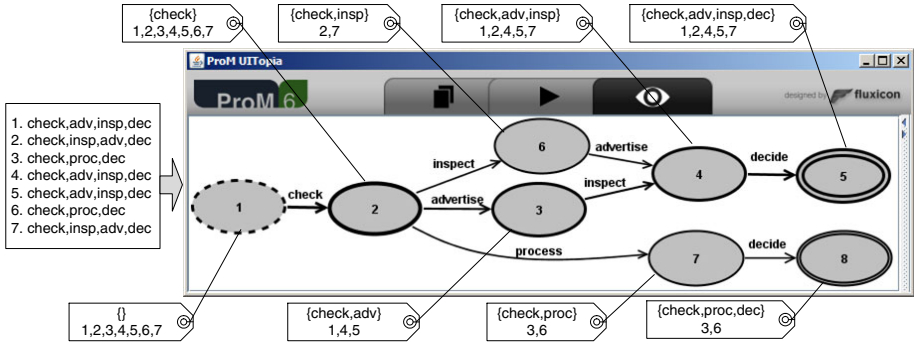 {check}
1,2,3,4,5,6,7
{check,insp}
2,7
{check,adv,insp}
1,2,4,5,7
{check,adv,insp,dec}
1,2,4,5,7
ProM UITopia
ProM 6
designed by fluxicon
1. check,adv,insp,dec
2. check,insp,adv,dec
3. check,proc,dec
4. check,adv,insp,dec
5. check,adv,insp,dec
6. check,proc,dec
7. check,insp,adv,dec
1
check
2
inspect
6
advertise
advertise
3
inspect
4
decide
5
process
7
decide
8
{}
1,2,3,4,5,6,7
{check,adv}
1,4,5
{check,proc}
3,6
{check,proc,dec}
3,6